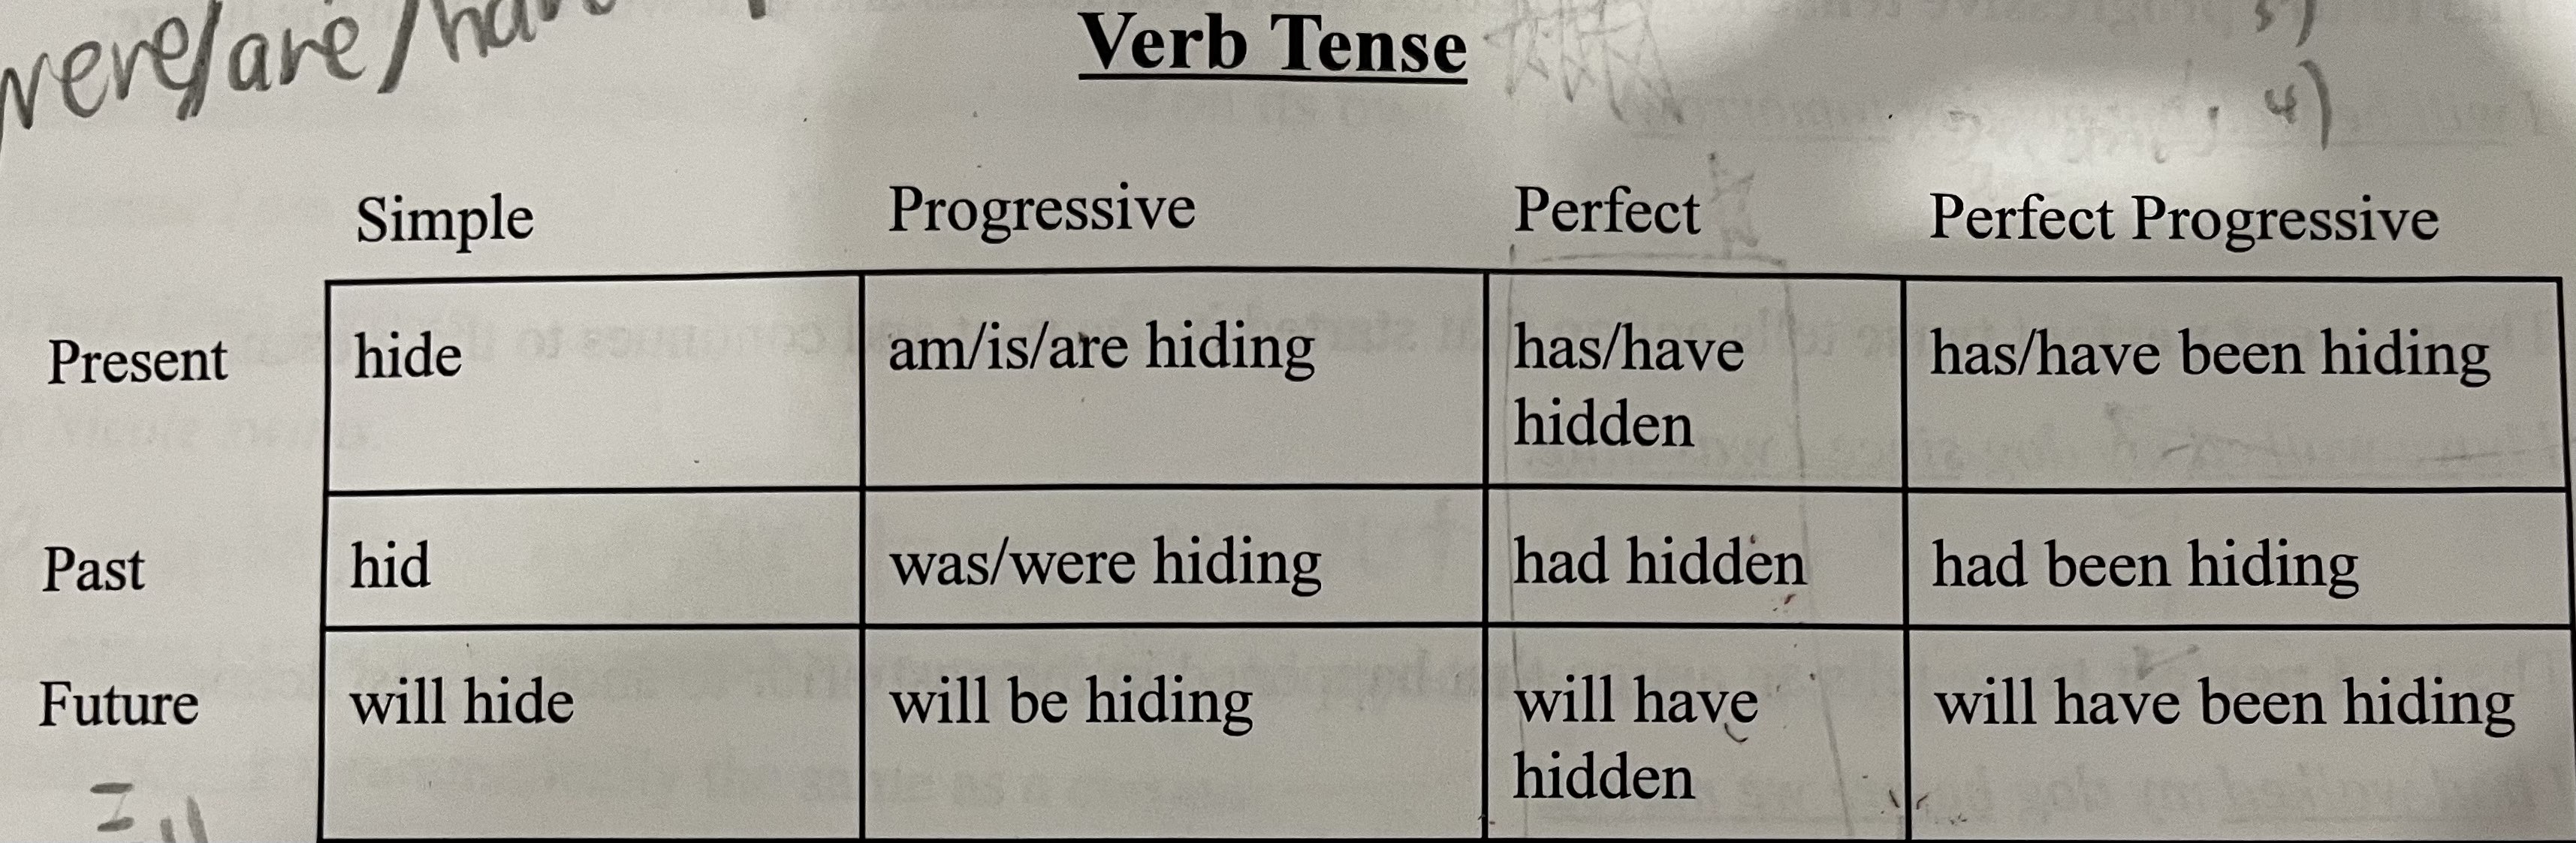 were/are/
Verb Tense
4)
Simple Progressive Perfect Perfect Progressive
Present hide am/is/are hiding has/have has/have been hiding
hidden
Past hid was/were hiding had hidden had been hiding
Future will hide will be hiding will have will have been hiding
hidden